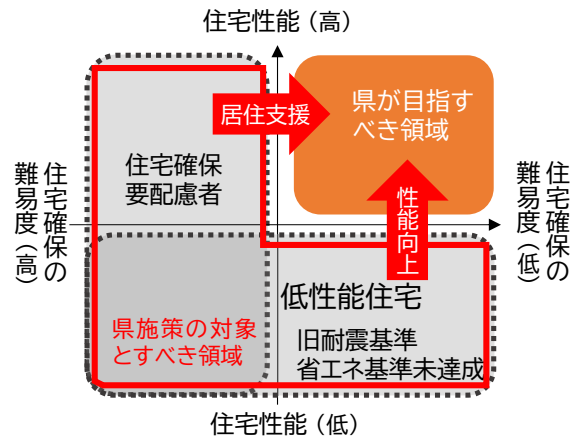 住宅性能（高）
居住支援
県が目指す
べき領域
住宅確保
要配慮者
住宅確保の
難易度（高）
住宅確保の
難易度（低）
性能向上
低性能住宅
県施策の対象
とすべき領域
旧耐震基準
省エネ基準未達成
住宅性能（低）